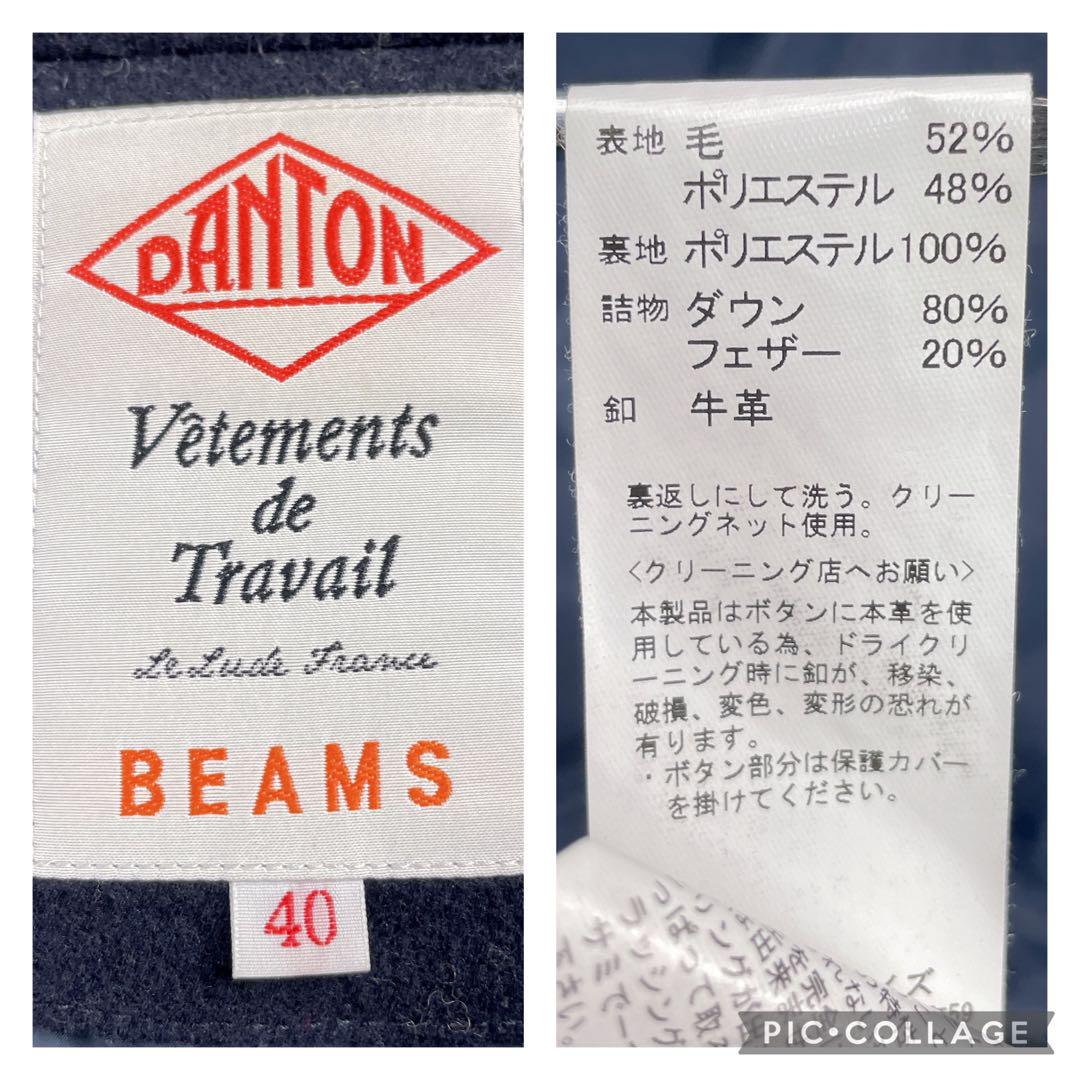 DANTON
Vêtements
de
Travail
Le Lude France
BEAMS
40
表地 毛 52%
ポリエステル 48%
裏地 ポリエステル100%
詰物 ダウン 80%
フェザー 20%
釦 牛革
裏返しにして洗う。クリー
ニングネット使用。
<クリーニング店へお願い>
本製品はボタンに本革を使
用している為、ドライクリ
ーニング時に釦が、移染、
破損、変色、変形の恐れが
有ります。
・ボタン部分は保護カバー
を掛けてください。
PIC•COLLAGE